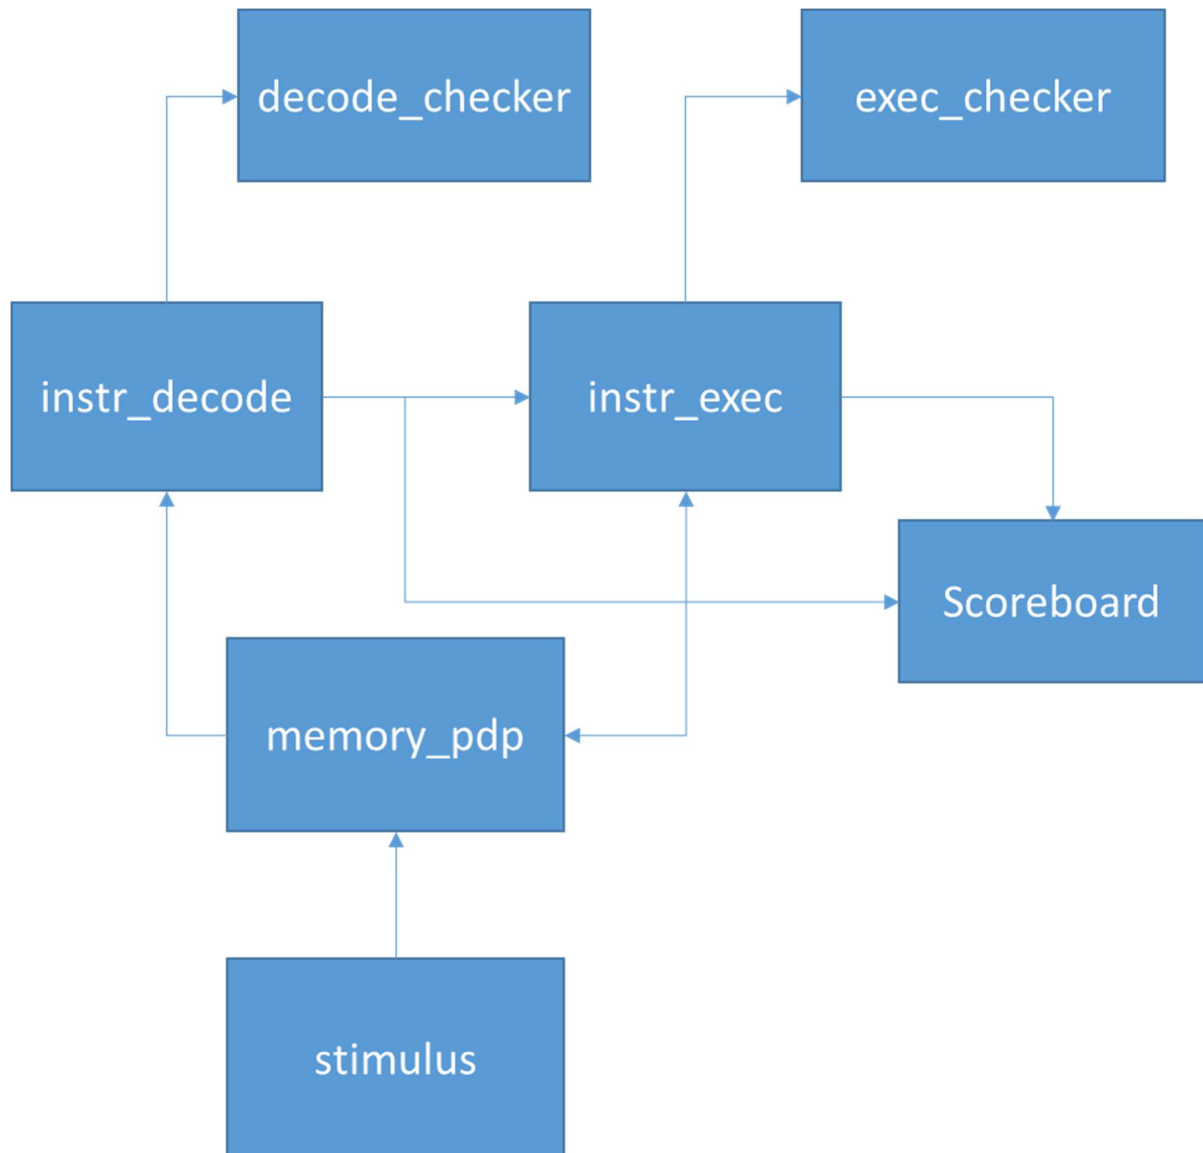 decode_checker
exec_checker
instr_decode
instr_exec
Scoreboard
memory_pdp
stimulus